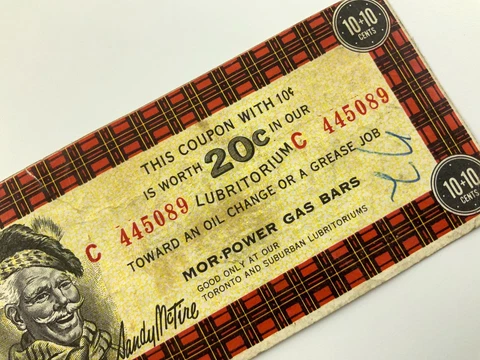 10+10
CENTS
THIS COUPON WITH 10¢
IS WORTH 20¢ IN OUR
C 445089 LUBRITORIUM C 445089
TOWARD AN OIL CHANGE OR A GREASE JOB
MOR-POWER GAS BARS
GOOD ONLY AT OUR
TORONTO AND SUBURBAN LUBRITORIUMS
10+10
CENTS
Sandy McTire